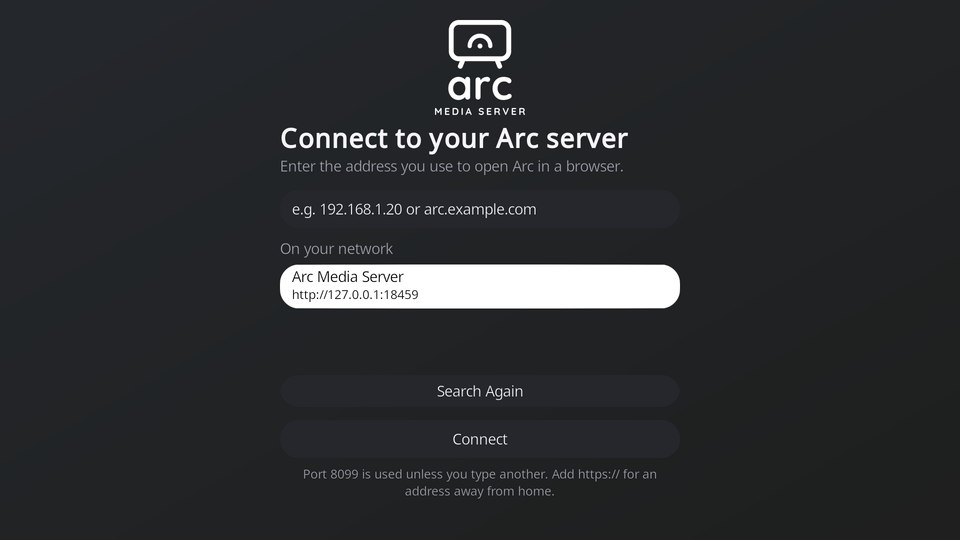 arc
MEDIA SERVER
Connect to your Arc server
Enter the address you use to open Arc in a browser.
e.g. 192.168.1.20 or arc.example.com
On your network
Arc Media Server
http://127.0.0.1:18459
Search Again
Connect
Port 8099 is used unless you type another. Add https:// for an
address away from home.